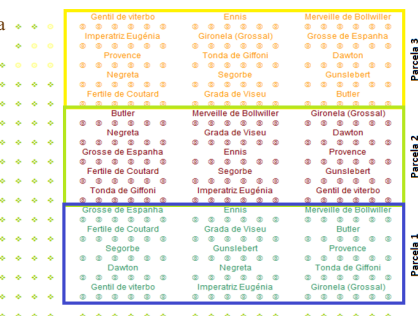 a
Gentil de viterbo Ennis Merveille de Bollwiller
Imperatriz Eugénia Gironela (Grossal) Grosse de Espanha
Provence Tonda de Giffoni Dawton
Negreta Segorbe Gunslebert
Fertile de Coutard Grada de Viseu Butler
Parcela 3
Butler Merveille de Bollwiller Gironela (Grossal)
Negreta Grada de Viseu Dawton
Grosse de Espanha Ennis Provence
Fertile de Coutard Segorbe Gunslebert
Tonda de Giffoni Imperatriz Eugénia Gentil de viterbo
Parcela 2
Grosse de Espanha Ennis Merveille de Bollwiller
Fertile de Coutard Grada de Viseu Butler
Segorbe Gunslebert Provence
Dawton Negreta Tonda de Giffoni
Gentil de viterbo Imperatriz Eugénia Gironela (Grossal)
Parcela 1